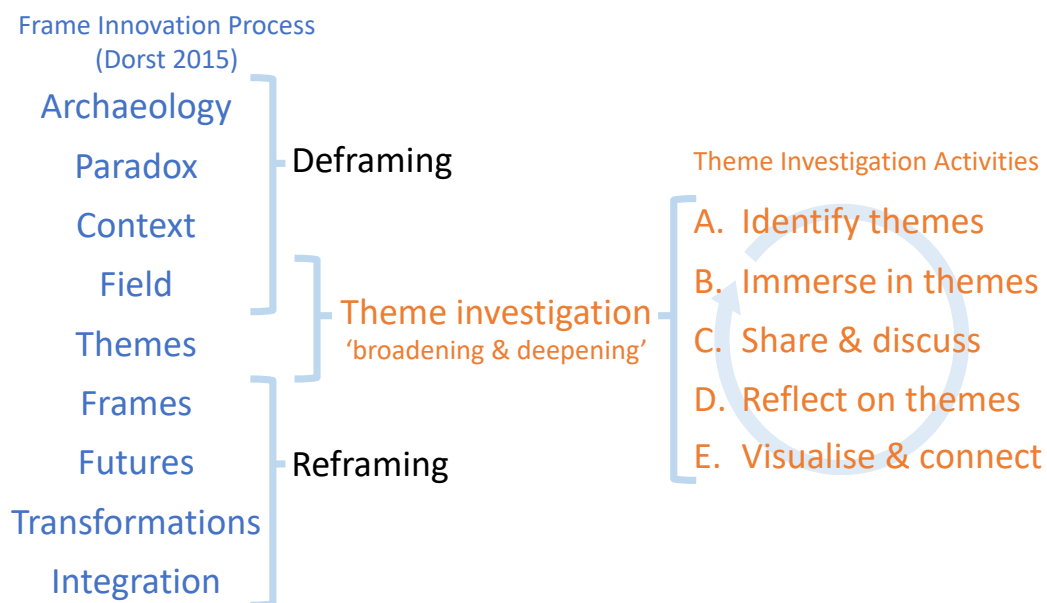 Frame Innovation Process
(Dorst 2015)
Archaeology
Paradox
Context
Field
Themes
Frames
Futures
Transformations
Integration
Deframing
Theme investigation
‘broadening & deepening’
Reframing
Theme Investigation Activities
A. Identify themes
B. Immerse in themes
C. Share & discuss
D. Reflect on themes
E. Visualise & connect